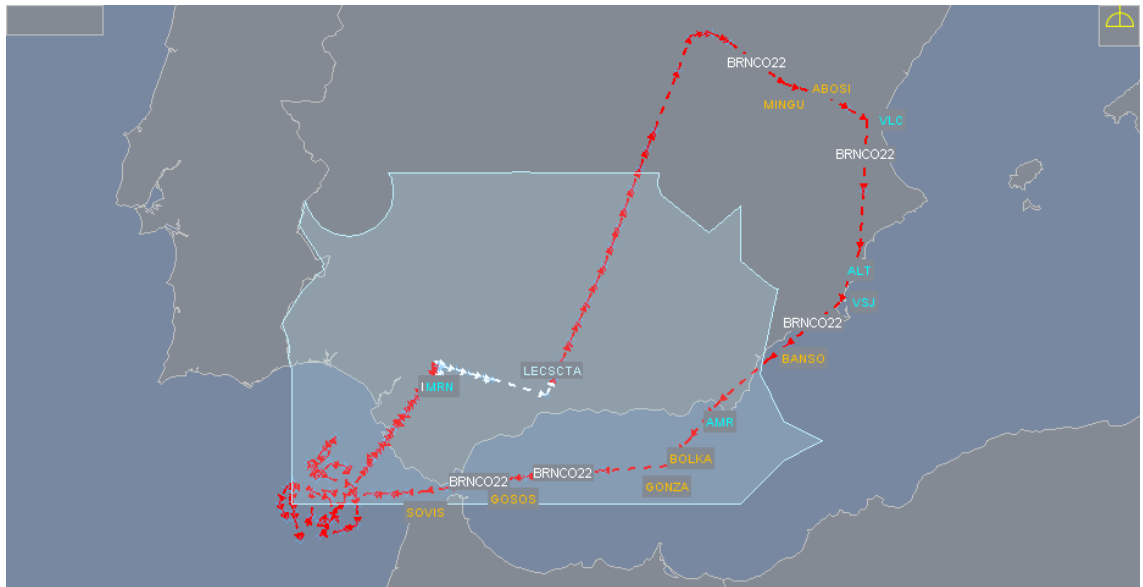 BRNCO22
ABOSI
MINGU
VLC
BRNCO22
ALT
VSJ
BRNCO22
BANSO
LECSCTA
MRN
AMR
BOLKA
BRNCO22
BRNCO22
GONZA
GOSOS
SOVIS